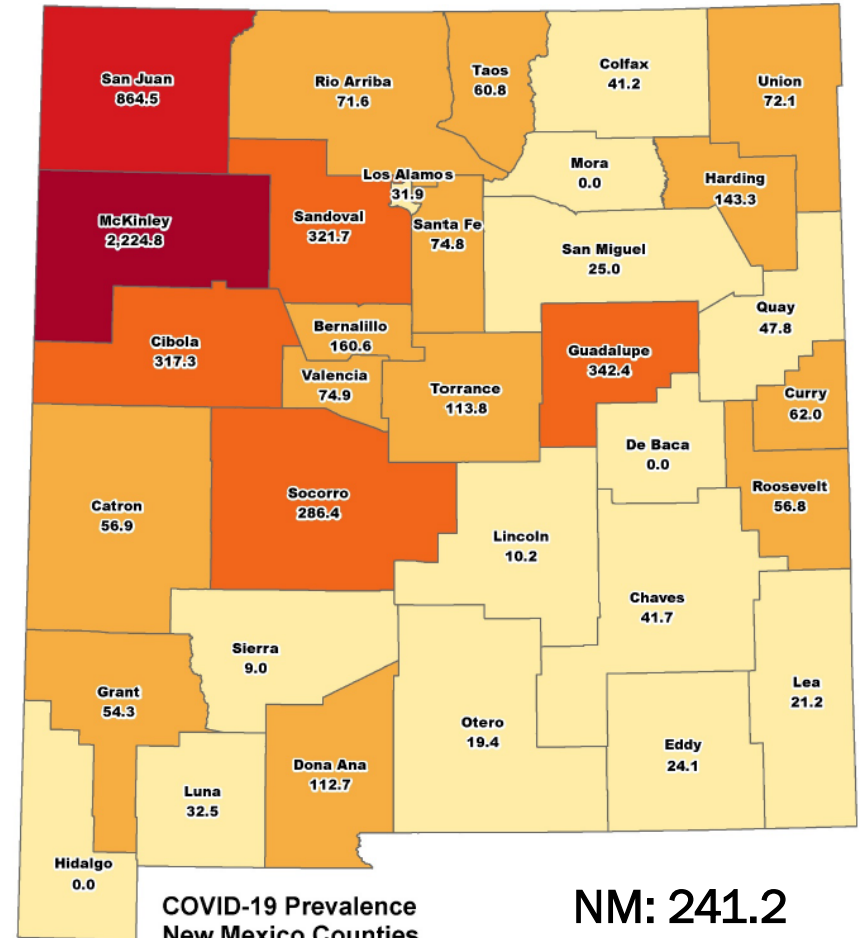 San Juan
864.5
Rio Arriba
71.6
Taos
60.8
Colfax
41.2
Union
72.1
Mora
0.0
Harding
143.3
Los Alamos
31.9
McKinley
2,224.8
Sandoval
321.7
Santa Fe
74.8
San Miguel
25.0
Quay
47.8
Bernalillo
160.6
Cibola
317.3
Guadalupe
342.4
Valencia
74.9
Torrance
113.8
Curry
62.0
De Baca
0.0
Roosevelt
56.8
Catron
56.9
Socorro
286.4
Lincoln
10.2
Chaves
41.7
Sierra
9.0
Grant
54.3
Lea
21.2
Otero
19.4
Eddy
24.1
Dona Ana
112.7
Luna
32.5
Hidalgo
0.0
COVID-19 Prevalence
New Mexico Counties
NM: 241.2